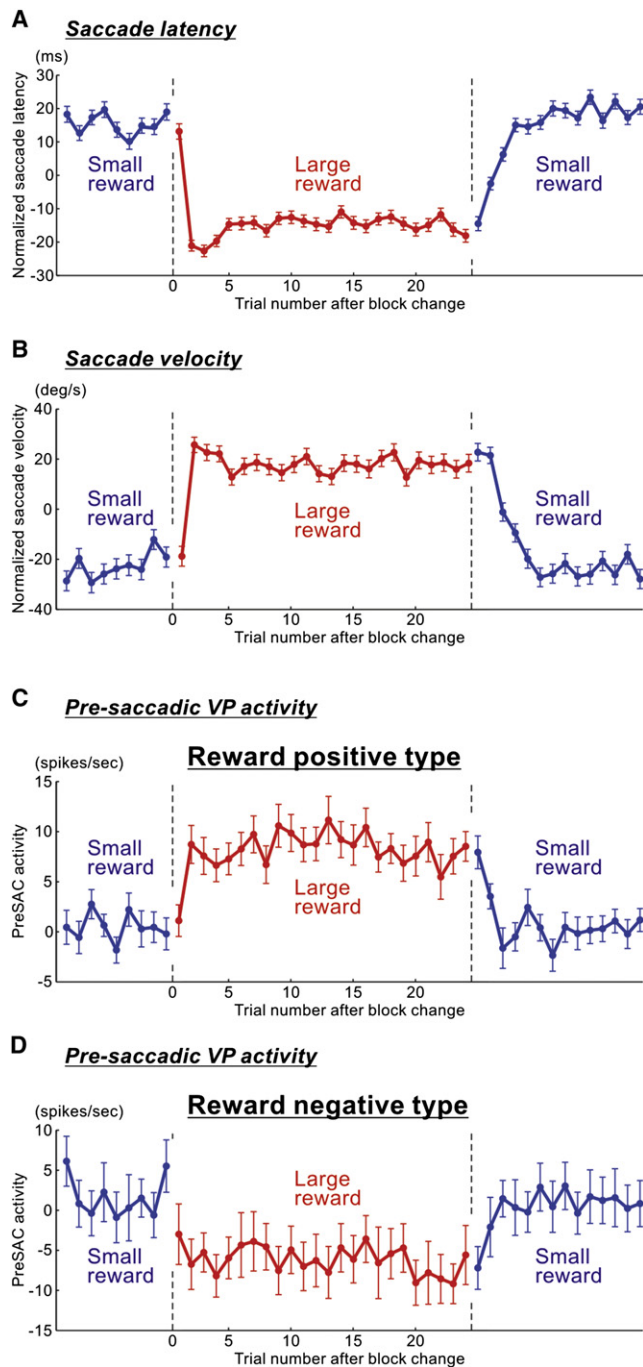 A
Saccade latency
(ms)
Normalized saccade latency
30
20
10
0
-10
-20
-30
Small
reward
Large
reward
Small
reward
0
5
10
15
20
Trial number after block change
B
Saccade velocity
(deg/s)
Normalized saccade velocity
40
20
0
-20
-40
Small
reward
Large
reward
Small
reward
0
5
10
15
20
Trial number after block change
C
Pre-saccadic VP activity
(spikes/sec)
Reward positive type
PreSAC activity
15
10
5
0
-5
Small
reward
Large
reward
Small
reward
0
5
10
15
20
Trial number after block change
D
Pre-saccadic VP activity
(spikes/sec)
Reward negative type
PreSAC activity
10
5
0
-5
-10
-15
Small
reward
Large
reward
Small
reward
0
5
10
15
20
Trial number after block change